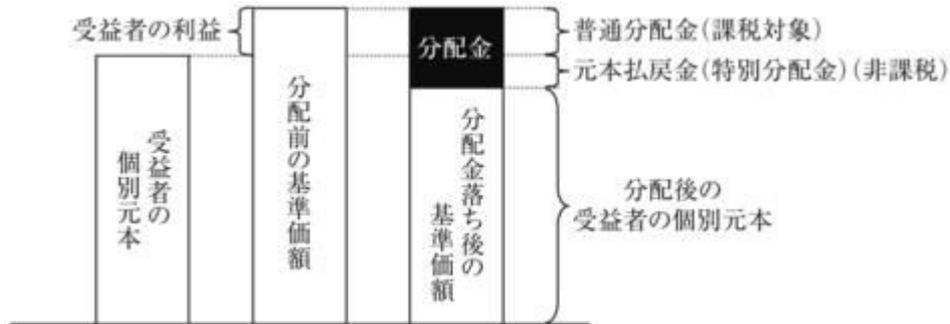 受益者の利益
分配金
普通分配金(課税対象)
元本払戻金(特別分配金)(非課税)
受益者の
個別元本
分配前の基準価額
分配金落ち後の
基準価額
分配後の
受益者の個別元本